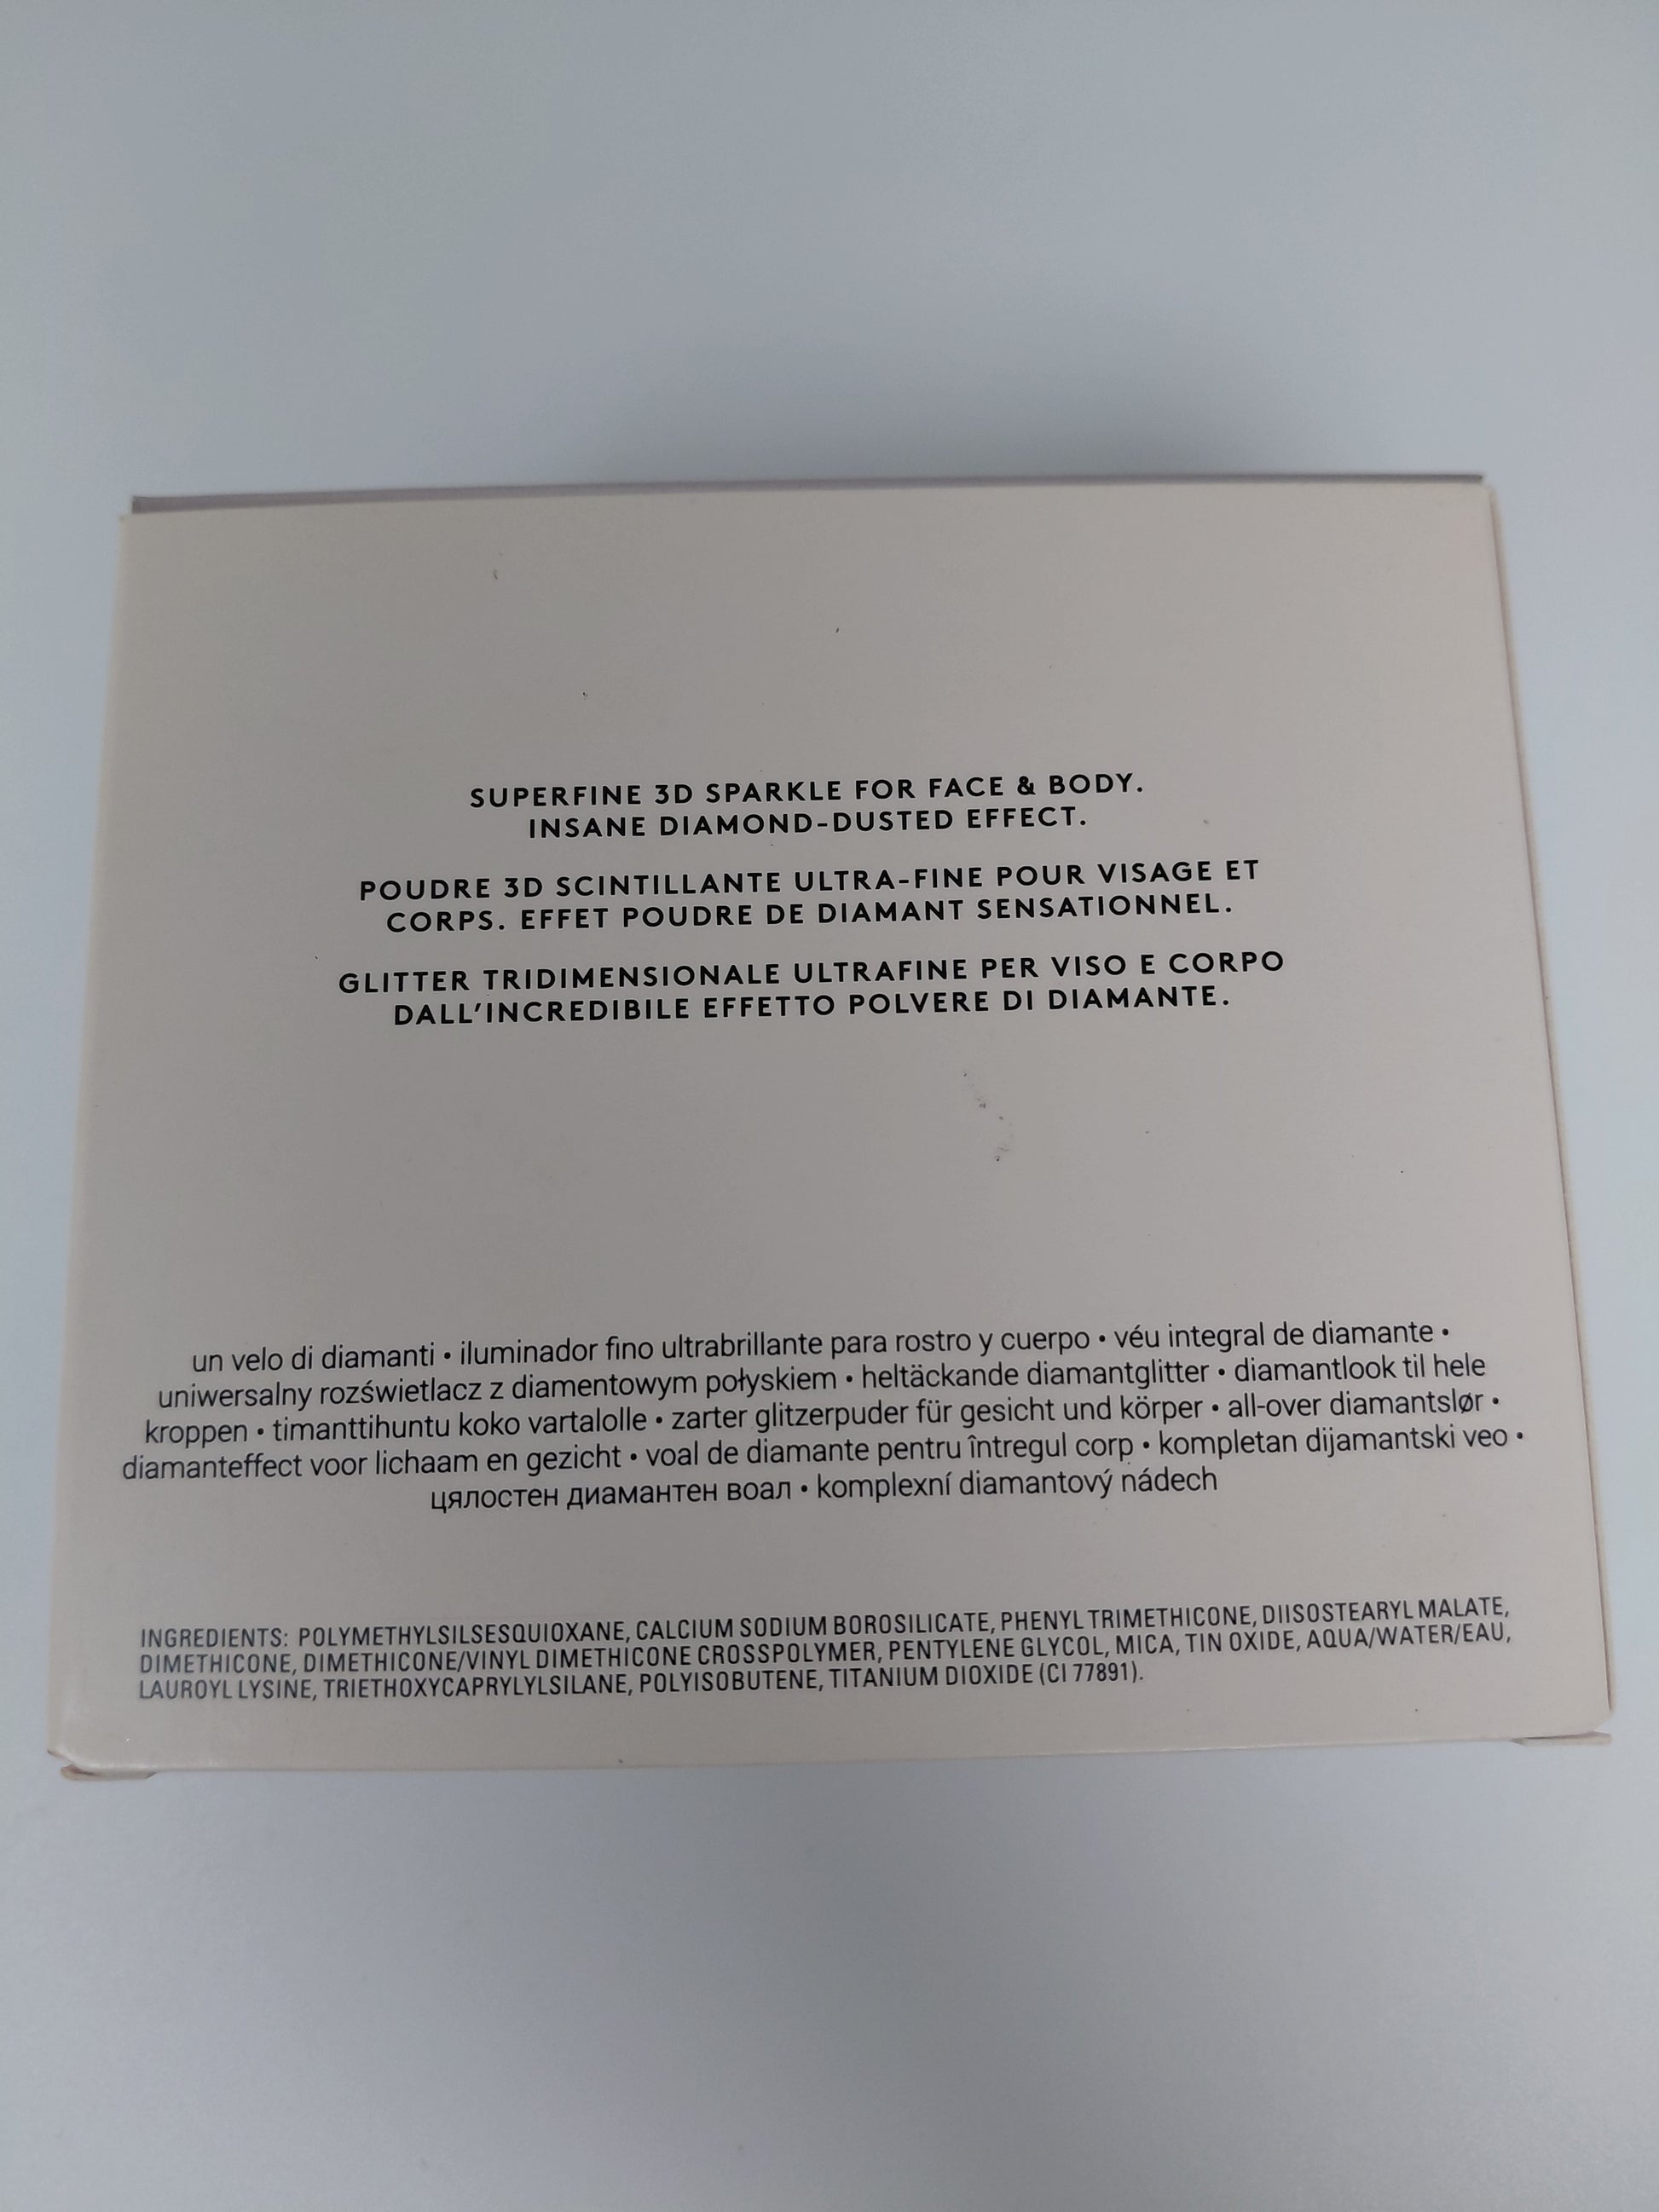 SUPERFINE 3D SPARKLE FOR FACE & BODY.
INSANE DIAMOND-DUSTED EFFECT.
POUDRE 3D SCINTILLANTE ULTRA-FINE POUR VISAGE ET
CORPS. EFFET POUDRE DE DIAMANT SENSATIONNEL.
GLITTER TRIDIMENSIONALE ULTRAFINE PER VISO E CORPO
DALL'INCREDIBILE EFFETTO POLVERE DI DIAMANTE.
un velo di diamanti • iluminador fino ultrabrillante para rostro y cuerpo • véu integral de diamante •
uniwersalny rozświetlacz z diamentowym połyskiem • heltäckande diamantglitter • diamantlook til hele
kroppen • timanttihuntu koko vartalolle • zarter glitzerpuder für gesicht und körper • all-over diamantslør •
diamanteffect voor lichaam en gezicht • voal de diamante pentru întregul corp • kompletan dijamantski veo •
цялостен диамантен воал • komplexní diamantový nádech
INGREDIENTS: POLYMETHYLSILSESQUIOXANE, CALCIUM SODIUM BOROSILICATE, PHENYL TRIMETHICONE, DIISOSTEARYL MALATE,
DIMETHICONE, DIMETHICONE/VINYL DIMETHICONE CROSSPOLYMER, PENTYLENE GLYCOL, MICA, TIN OXIDE, AQUA/WATER/EAU,
LAUROYL LYSINE, TRIETHOXYCAPRYLYLSILANE, POLYISOBUTENE, TITANIUM DIOXIDE (CI 77891).